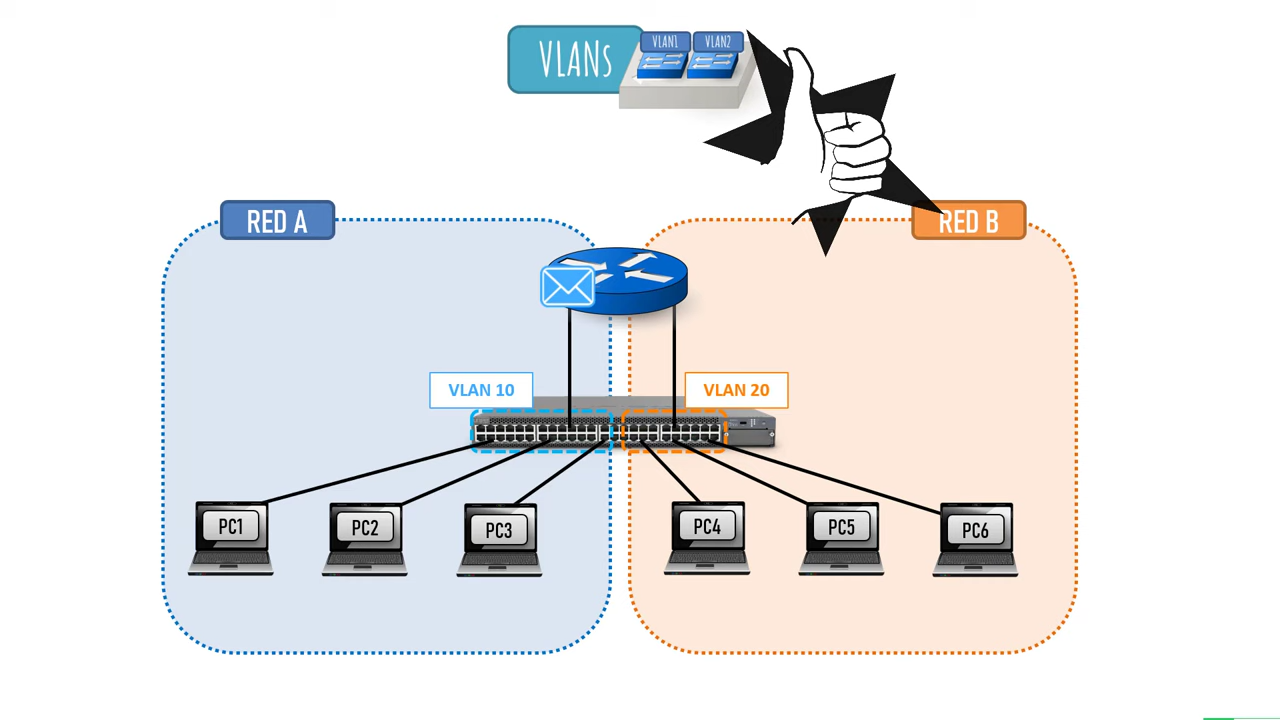 VLANs
VLAN1
VLAN2
RED A
RED B
VLAN 10
VLAN 20
PC1
PC2
PC3
PC4
PC5
PC6